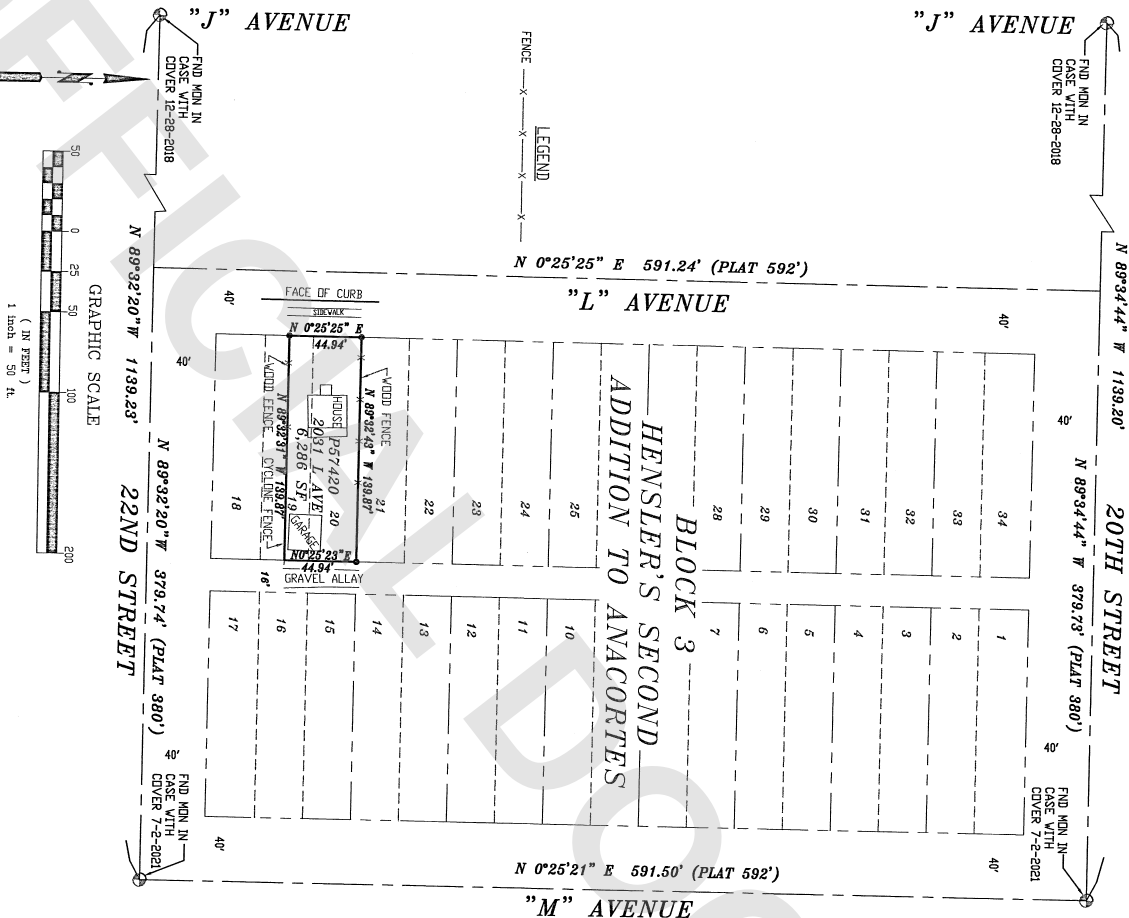 "J" AVENUE
"J" AVENUE
FND MON IN
CASE WITH
COVER 12-28-2018
FND MON IN
CASE WITH
COVER 12-28-2018
FENCE
LEGEND
N 89°32'20"W 1139.23'
N 89°34'44" W 1139.20'
N 0°25'25" E 591.24' (PLAT 592')
"L" AVENUE
GRAPHIC SCALE
50
0
25
50
100
200
( IN FEET )
1 inch = 50 ft.
40'
40'
40'
40'
FACE OF CURB
SIDEWALK
N 0°25'25" E
44.94'
WOOD FENCE
N 89°32'43" W 139.87'
HOUSE
P57420
2031 L AVE
6,286 SF
N 89°32'31" W 139.87'
WOOD FENCE
CYCLONE FENCE
GARAGE
N0°25'23"E
44.94'
GRAVEL ALLAY
16'
18
19
20
21
22
23
24
25
28
29
30
31
32
33
34
BLOCK 3
HENSLER'S SECOND
ADDITION TO ANACORTES
17
16
15
14
13
12
11
10
7
6
5
4
3
2
1
N 89°32'20"W 379.74' (PLAT 380')
22ND STREET
N 89°34'44" W 379.73' (PLAT 380')
20TH STREET
40'
40'
40'
40'
FND MON IN
CASE WITH
COVER 7-2-2021
FND MON IN
CASE WITH
COVER 7-2-2021
N 0°25'21" E 591.50' (PLAT 592')
"M" AVENUE